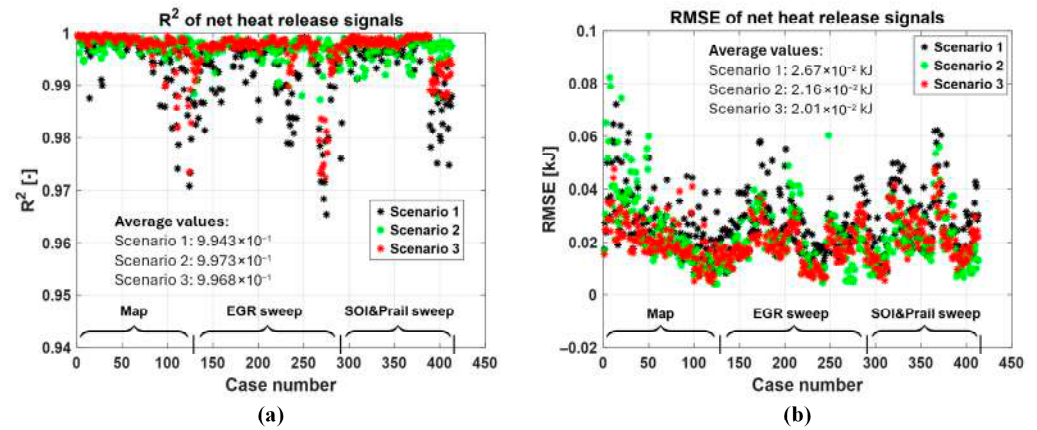 R² of net heat release signals
1
0.99
0.98
0.97
0.96
0.95
0.94
R² [-]
Average values:
Scenario 1: 9.943×10⁻¹
Scenario 2: 9.973×10⁻¹
Scenario 3: 9.968×10⁻¹
Scenario 1
Scenario 2
Scenario 3
Map
EGR sweep
SOI&Prail sweep
0 50 100 150 200 250 300 350 400 450
Case number
(a)
RMSE of net heat release signals
0.1
0.08
0.06
0.04
0.02
0
−0.02
RMSE [kJ]
Average values:
Scenario 1: 2.67×10⁻² kJ
Scenario 2: 2.16×10⁻² kJ
Scenario 3: 2.01×10⁻² kJ
Scenario 1
Scenario 2
Scenario 3
Map
EGR sweep
SOI&Prail sweep
0 50 100 150 200 250 300 350 400 450
Case number
(b)